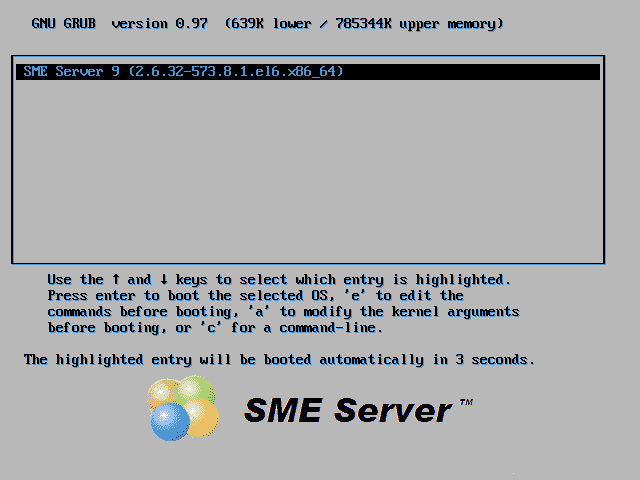 GNU GRUB  version 0.97  (639K lower / 785344K upper memory)
SME Server 9 (2.6.32-573.8.1.el6.x86_64)
Use the ↑ and ↓ keys to select which entry is highlighted.
Press enter to boot the selected OS, 'e' to edit the
commands before booting, 'a' to modify the kernel arguments
before booting, or 'c' for a command-line.
The highlighted entry will be booted automatically in 3 seconds.
SME Server™